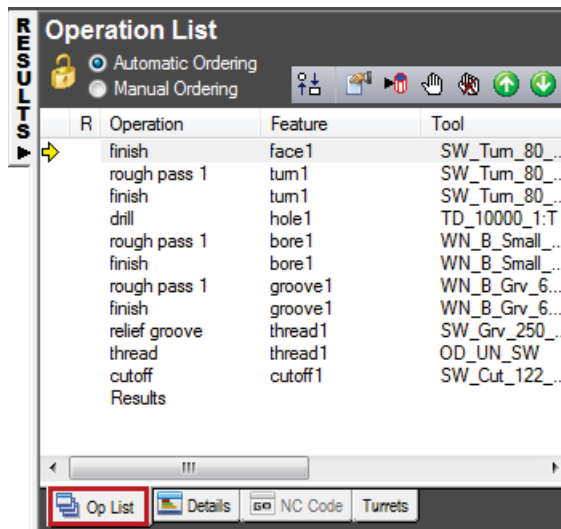 RESULTS
Operation List
Automatic Ordering
Manual Ordering
R Operation Feature Tool
finish face1 SW_Turn_80_...
rough pass 1 turn1 SW_Turn_80_...
finish turn1 SW_Turn_80_...
drill hole1 TD_10000_1:T
rough pass 1 bore1 WN_B_Small_...
finish bore1 WN_B_Small_...
rough pass 1 groove1 WN_B_Grv_6...
finish groove1 WN_B_Grv_6...
relief groove thread1 SW_Grv_250_...
thread thread1 OD_UN_SW
cutoff cutoff1 SW_Cut_122_...
Results
Op List Details GO NC Code Turrets